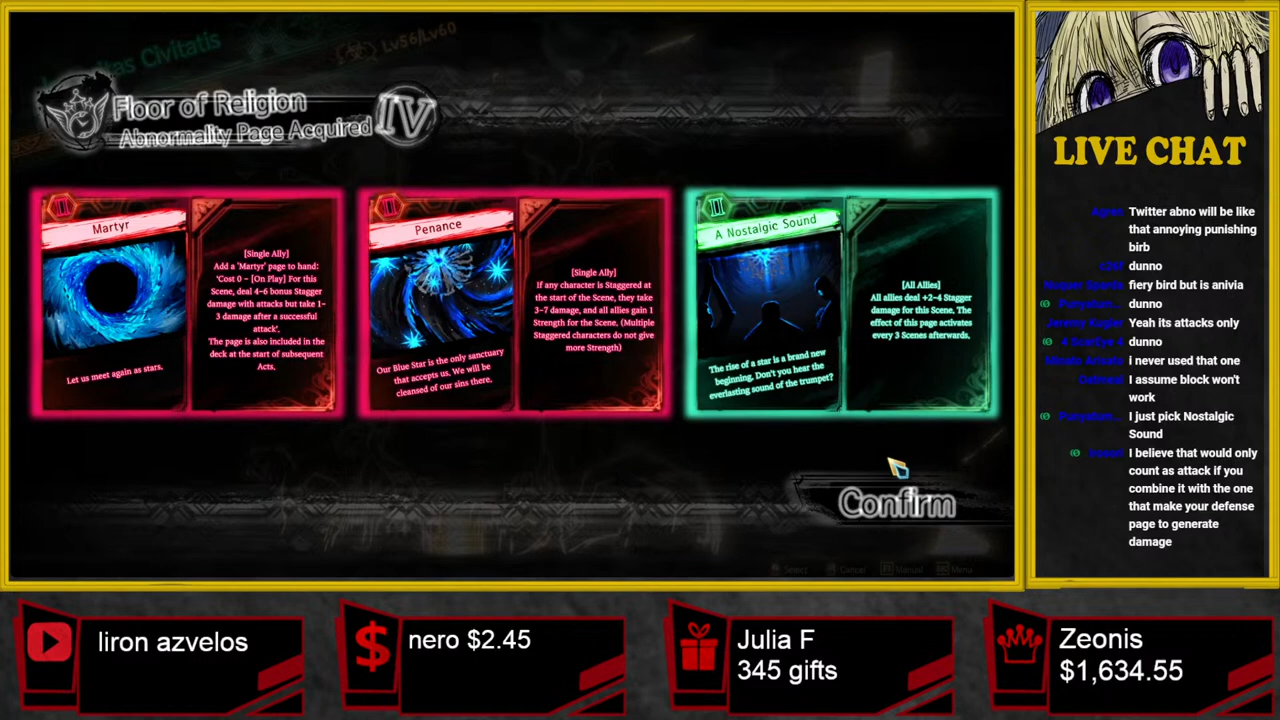 Civitatis
Lv56/Lv60
Floor of Religion
Abnormality Page Acquired
IV
II
Martyr
Let us meet again as stars.
[Single Ally]
Add a 'Martyr' page to hand:
'Cost 0 – [On Play] For this
Scene, deal 4–6 bonus Stagger
damage with attacks but take 1–
3 damage after a successful
attack'.
The page is also included in the
deck at the start of subsequent
Acts.
II
Penance
Our Blue Star is the only sanctuary
that accepts us. We will be
cleansed of our sins there.
[Single Ally]
If any character is Staggered at
the start of the Scene, they take
3–7 damage, and all allies gain 1
Strength for the Scene. (Multiple
Staggered characters do not give
more Strength)
II
A Nostalgic Sound
The rise of a star is a brand new
beginning. Don't you hear the
everlasting sound of the trumpet?
[All Allies]
All allies deal +2–4 Stagger
damage for this Scene. The
effect of this page activates
every 3 Scenes afterwards.
Confirm
Select
Cancel
Manual
Menu
LIVE CHAT
Twitter abno will be like
that annoying punishing
birb
dunno
fiery bird but is anivia
dunno
Yeah its attacks only
dunno
i never used that one
I assume block won't
work
I just pick Nostalgic
Sound
I believe that would only
count as attack if you
combine it with the one
that make your defense
page to generate
damage
liron azvelos
nero $2.45
Julia F
345 gifts
Zeonis
$1,634.55